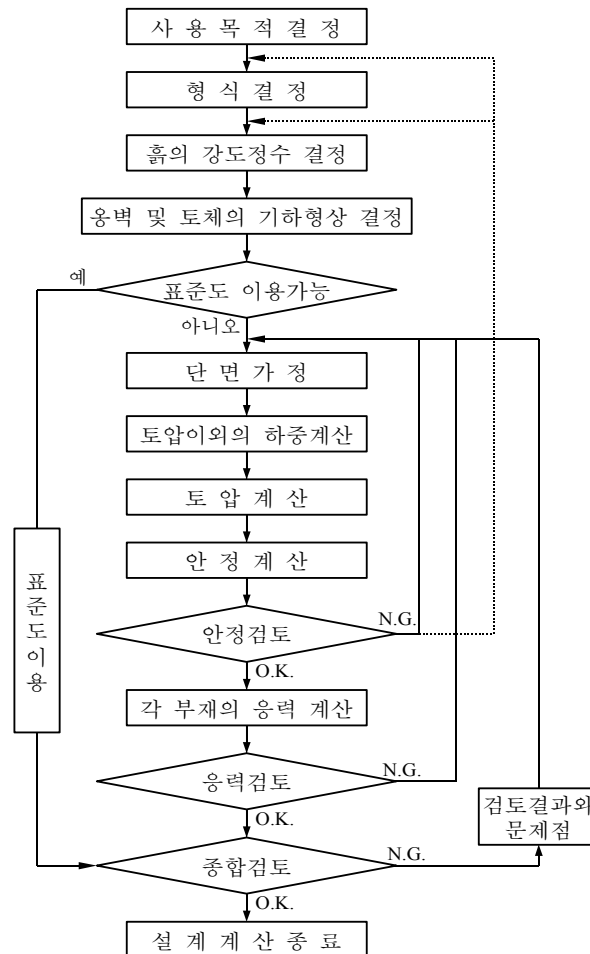 사 용 목 적 결 정
형 식 결 정
흙의 강도정수 결정
옹벽 및 토체의 기하형상 결정
예
표준도 이용가능
아니오
단 면 가 정
토압이외의 하중계산
토 압 계 산
안 정 계 산
표준도이용
안정검토
N.G.
O.K.
각 부재의 응력 계산
응력검토
N.G.
O.K.
검토결과와
문제점
종합검토
N.G.
O.K.
설 계 계 산 종 료